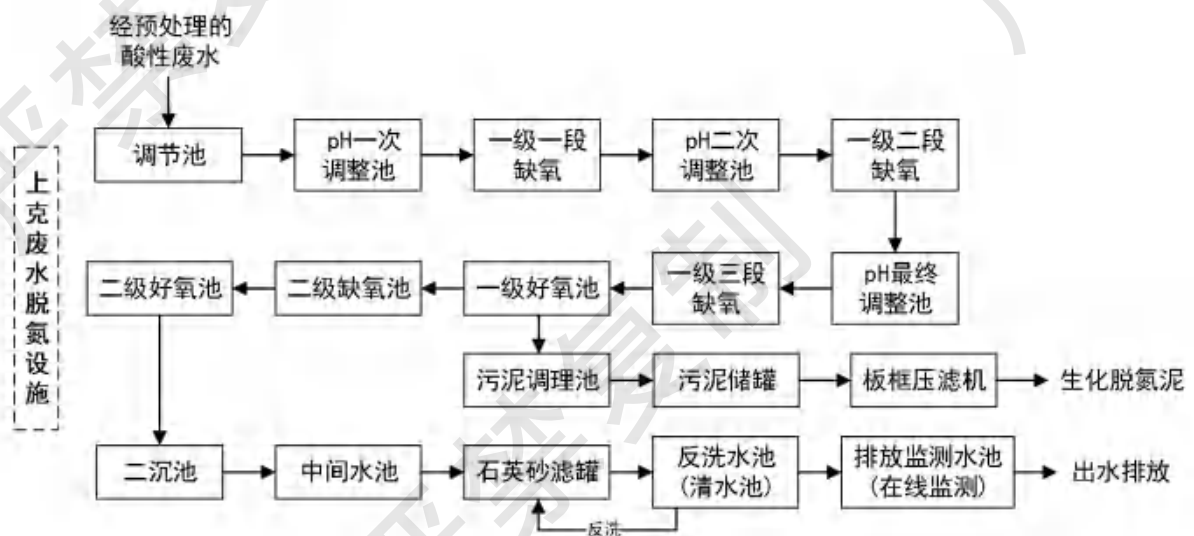 经预处理的
酸性废水
调节池
pH一次
调整池
一级一段
缺氧
pH二次
调整池
一级二段
缺氧
上克废水脱氮设施
二级好氧池
二级缺氧池
一级好氧池
一级三段
缺氧
pH最终
调整池
污泥调理池
污泥储罐
板框压滤机
生化脱氮泥
二沉池
中间水池
石英砂滤罐
反洗水池
(清水池)
排放监测水池
(在线监测)
出水排放
反洗
严禁复制